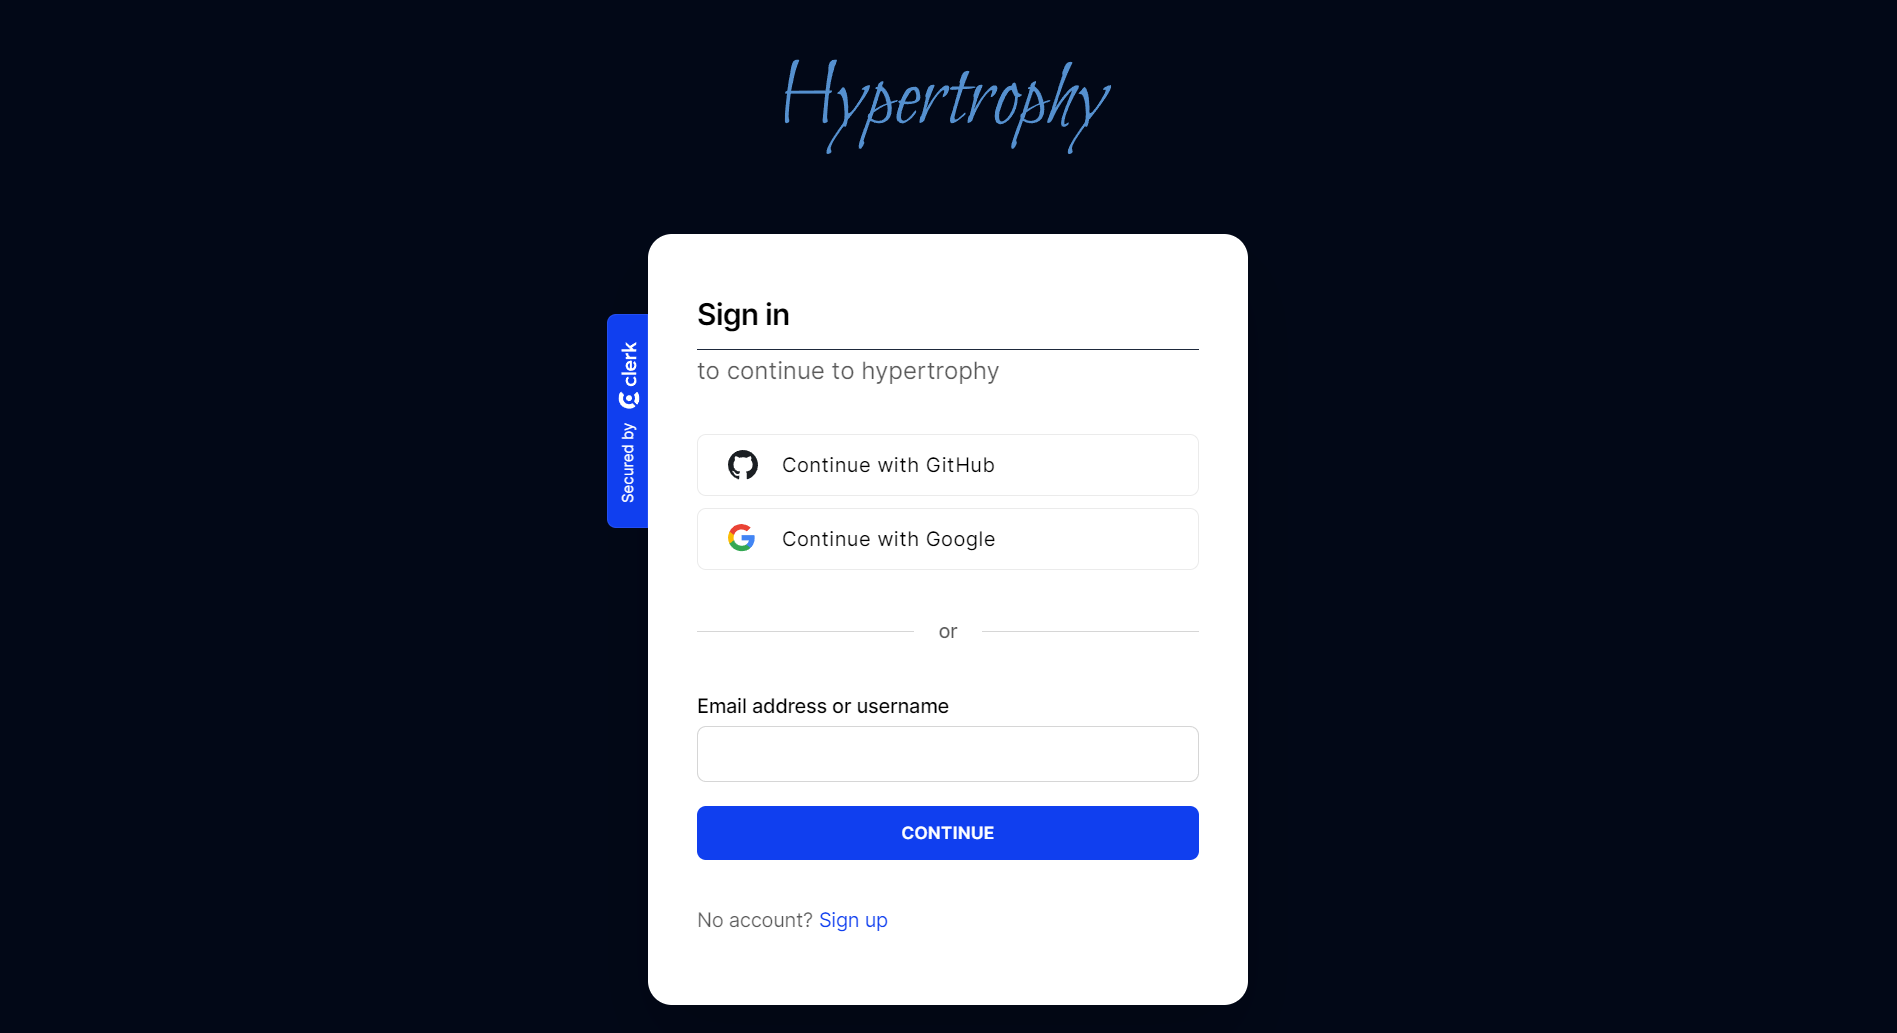 Hypertrophy
Sign in
to continue to hypertrophy
Secured by clerk
Continue with GitHub
Continue with Google
or
Email address or username
CONTINUE
No account? Sign up